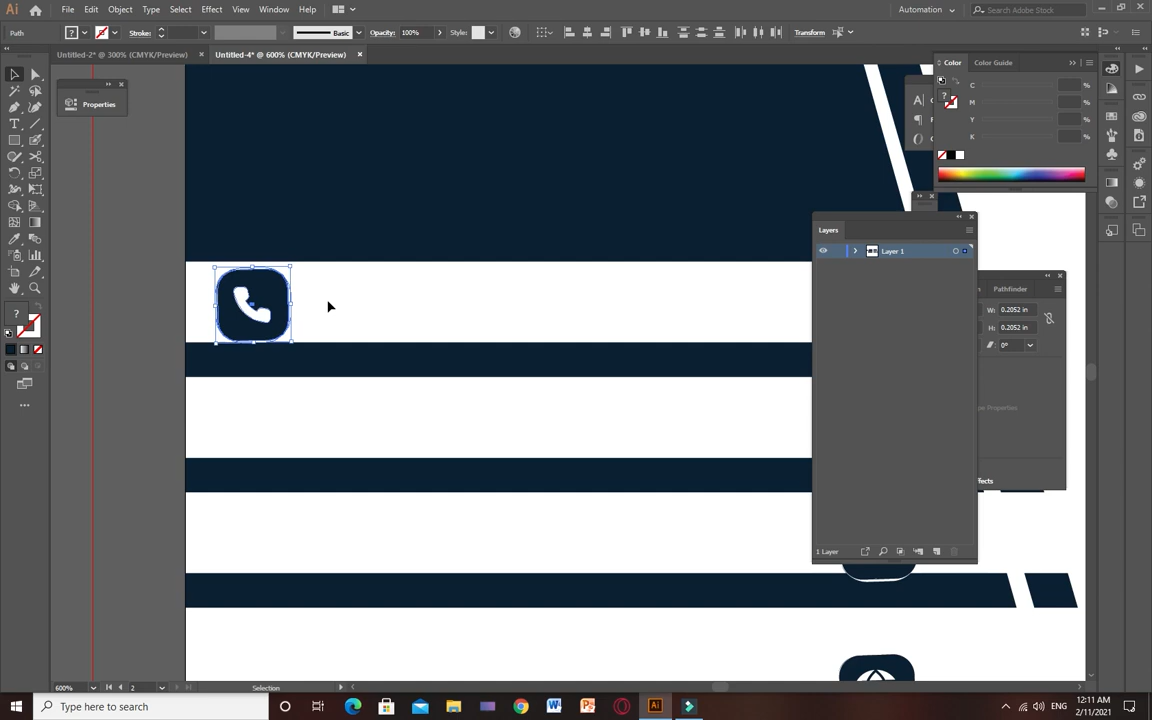 Ai File Edit Object Type Select Effect View Window Help Automation Search Adobe Stock
Path Stroke: Basic Opacity: 100% Style: Transform
Untitled-2* @ 300% (CMYK/Preview) × Untitled-4* @ 600% (CMYK/Preview) ×
Color Color Guide
Properties
C %
M %
Y %
K %
Layers
Layer 1
Pathfinder
W: 0.2052 in
H: 0.2052 in
0°
ape Properties
ects
1 Layer
600% 2 Selection
Type here to search
ENG
12:11 AM
2/11/2021